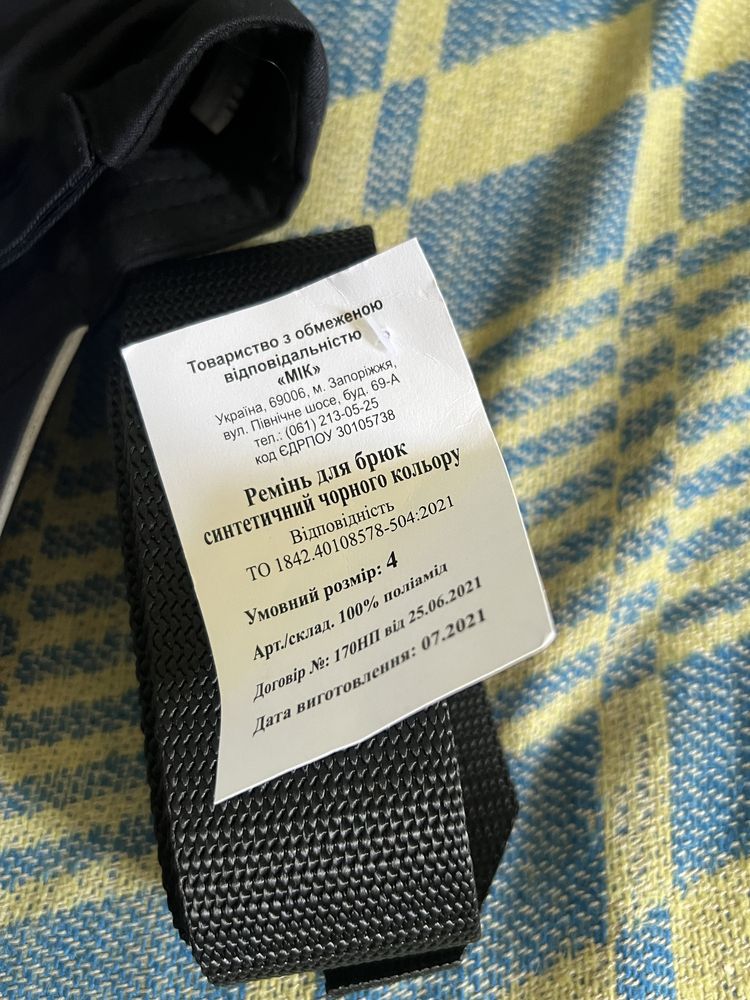 Товариство з обмеженою
відповідальністю
«МІК»
Україна, 69006, м. Запоріжжя,
вул. Північне шосе, буд. 69-А
тел.: (061) 213-05-25
код ЄДРПОУ 30105738
Ремінь для брюк
синтетичний чорного кольору
Відповідність
ТО 1842.40108578-504:2021
Умовний розмір: 4
Арт./склад. 100% поліамід
Договір №: 170НП від 25.06.2021
Дата виготовлення: 07.2021